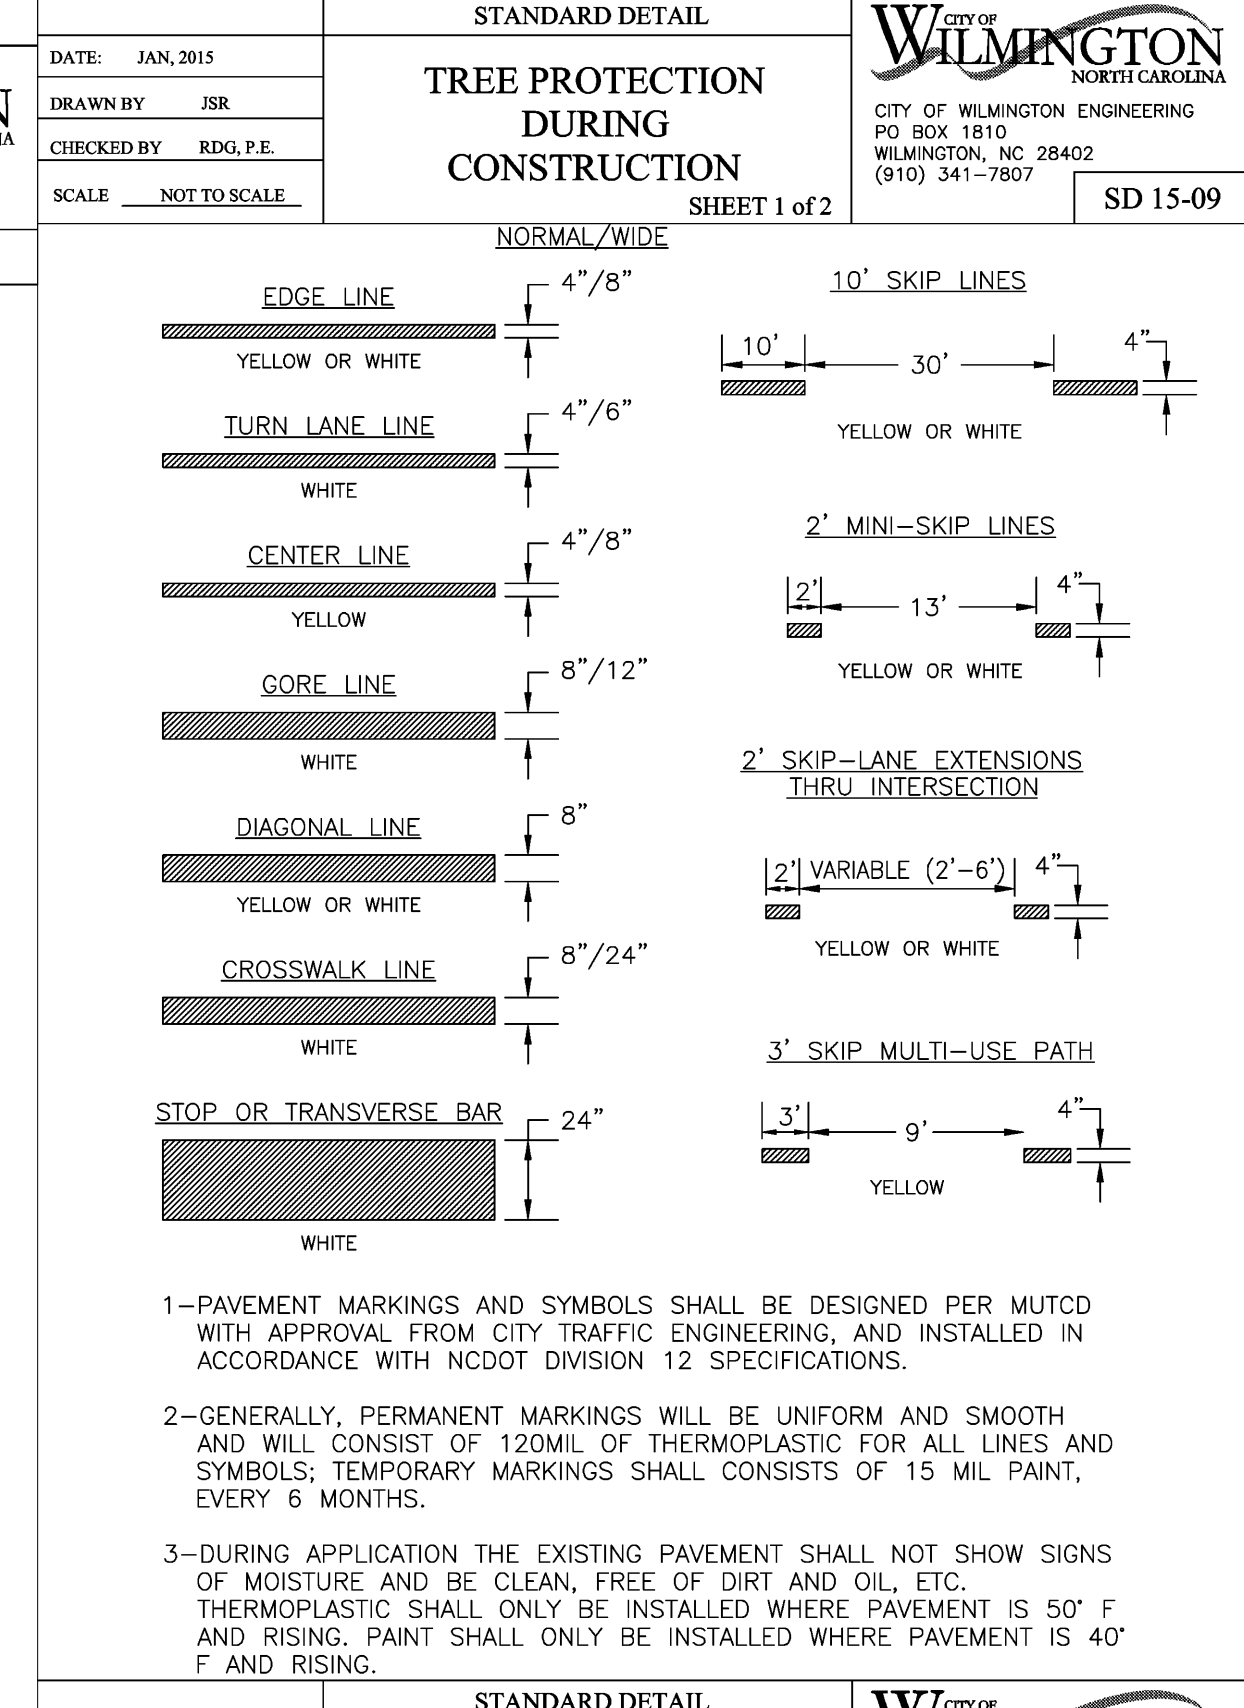 STANDARD DETAIL
DATE: JAN, 2015
DRAWN BY JSR
CHECKED BY RDG, P.E.
SCALE NOT TO SCALE
TREE PROTECTION
DURING
CONSTRUCTION
SHEET 1 of 2
CITY OF
WILMINGTON
NORTH CAROLINA
CITY OF WILMINGTON ENGINEERING
PO BOX 1810
WILMINGTON, NC 28402
(910) 341-7807
SD 15-09
NORMAL/WIDE
EDGE LINE
4"/8"
YELLOW OR WHITE
TURN LANE LINE
4"/6"
WHITE
CENTER LINE
4"/8"
YELLOW
GORE LINE
8"/12"
WHITE
DIAGONAL LINE
8"
YELLOW OR WHITE
CROSSWALK LINE
8"/24"
WHITE
STOP OR TRANSVERSE BAR
24"
WHITE
10' SKIP LINES
10' 30' 4"
YELLOW OR WHITE
2' MINI-SKIP LINES
2' 13' 4"
YELLOW OR WHITE
2' SKIP-LANE EXTENSIONS
THRU INTERSECTION
2' VARIABLE (2'-6') 4"
YELLOW OR WHITE
3' SKIP MULTI-USE PATH
3' 9' 4"
YELLOW
1-PAVEMENT MARKINGS AND SYMBOLS SHALL BE DESIGNED PER MUTCD
WITH APPROVAL FROM CITY TRAFFIC ENGINEERING, AND INSTALLED IN
ACCORDANCE WITH NCDOT DIVISION 12 SPECIFICATIONS.
2-GENERALLY, PERMANENT MARKINGS WILL BE UNIFORM AND SMOOTH
AND WILL CONSIST OF 120MIL OF THERMOPLASTIC FOR ALL LINES AND
SYMBOLS; TEMPORARY MARKINGS SHALL CONSISTS OF 15 MIL PAINT,
EVERY 6 MONTHS.
3-DURING APPLICATION THE EXISTING PAVEMENT SHALL NOT SHOW SIGNS
OF MOISTURE AND BE CLEAN, FREE OF DIRT AND OIL, ETC.
THERMOPLASTIC SHALL ONLY BE INSTALLED WHERE PAVEMENT IS 50° F
AND RISING. PAINT SHALL ONLY BE INSTALLED WHERE PAVEMENT IS 40°
F AND RISING.
STANDARD DETAIL
CITY OF